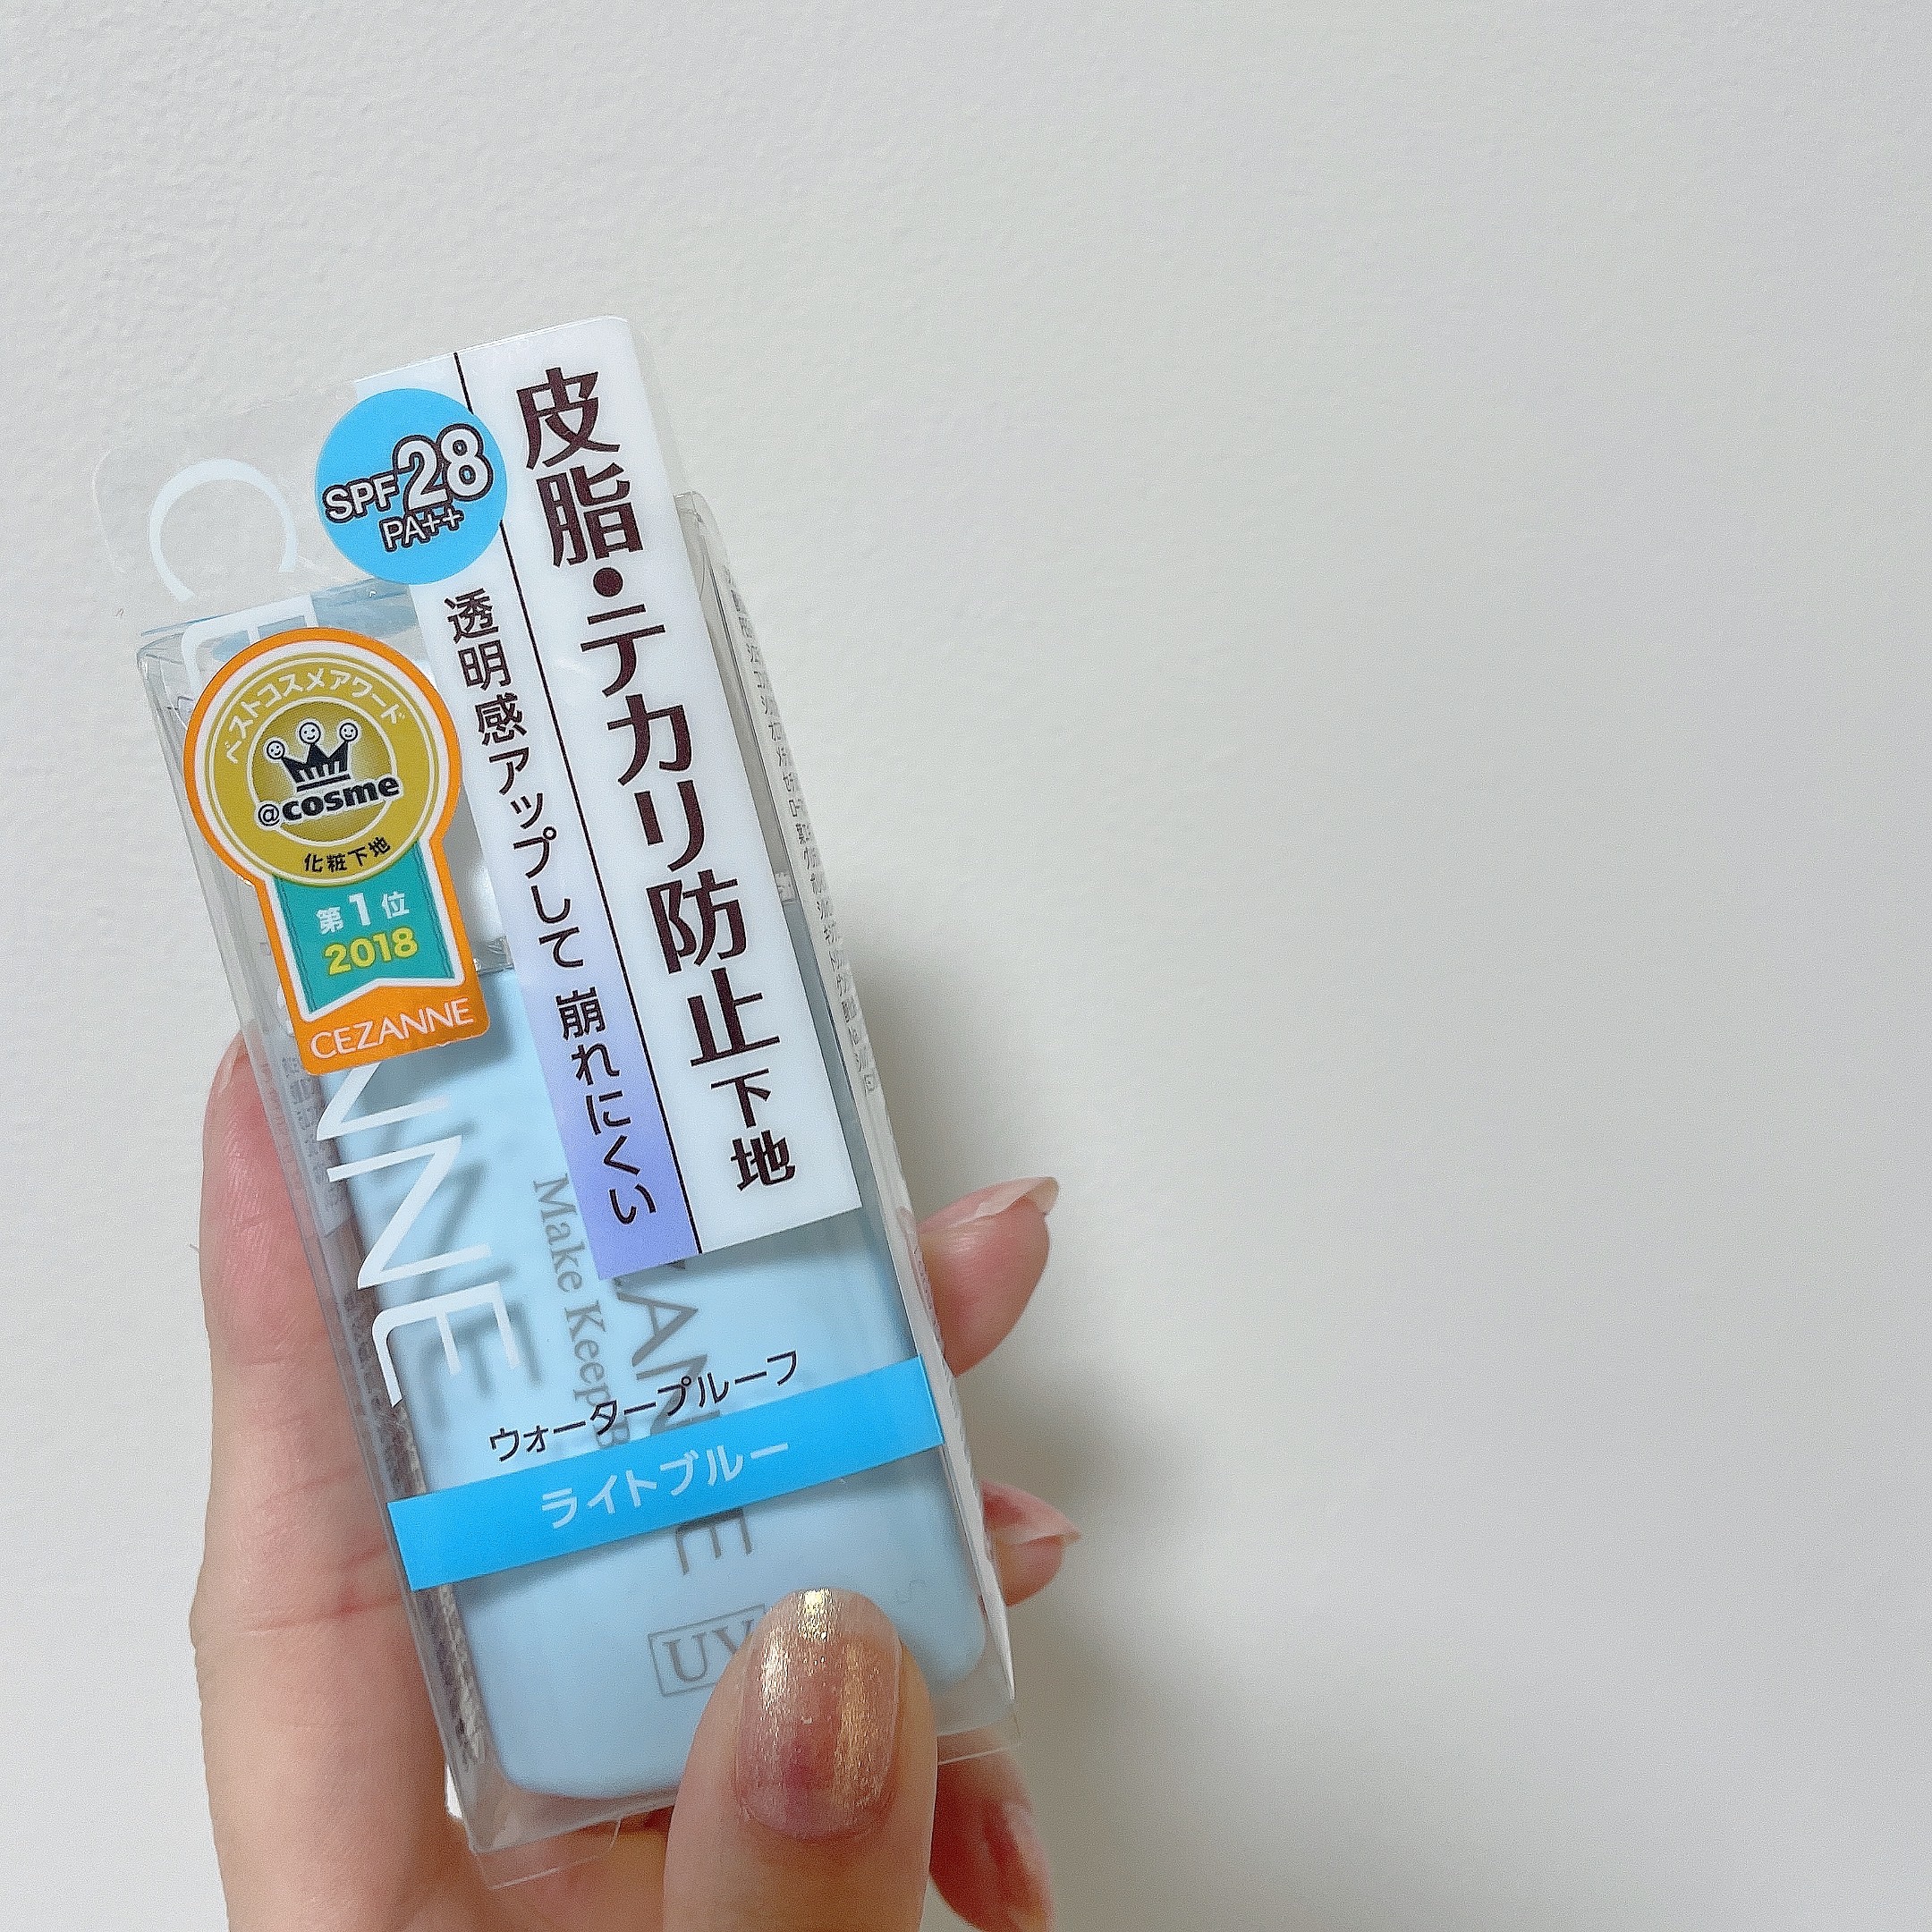 皮脂・テカリ防止下地
透明感アップして 崩れにくい
SPF28
PA++
ベストコスメアワード
@cosme
化粧下地
第1位
2018
CEZANNE
Make Keep
ウォータープルーフ
ライトブルー
UV